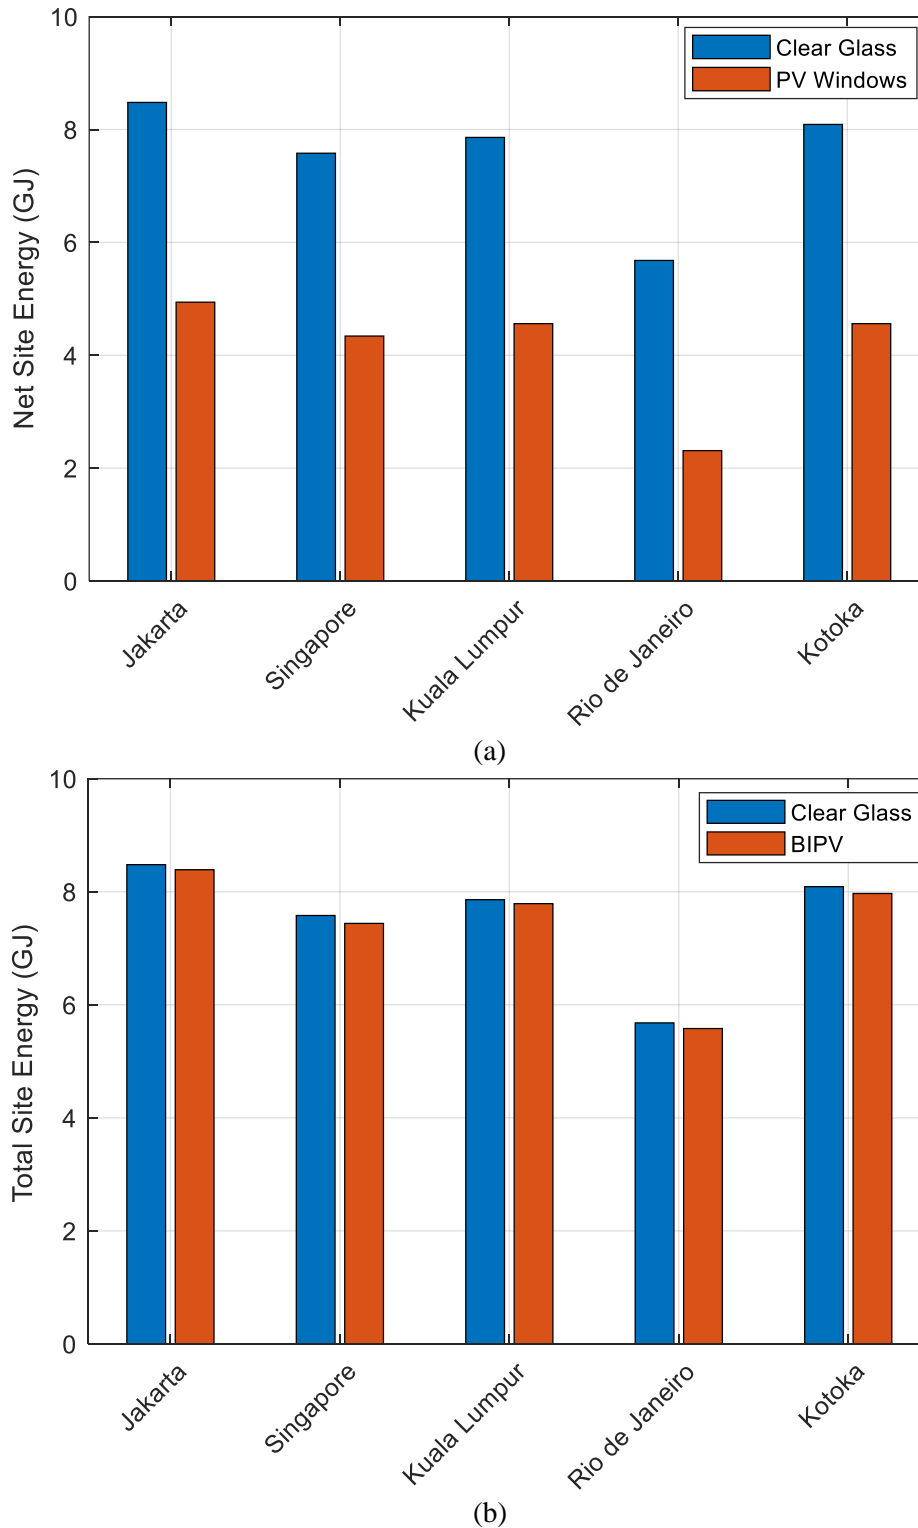 10
8
6
4
2
0
Net Site Energy (GJ)
Clear Glass
PV Windows
Jakarta
Singapore
Kuala Lumpur
Rio de Janeiro
Kotoka
(a)
10
8
6
4
2
0
Total Site Energy (GJ)
Clear Glass
BIPV
Jakarta
Singapore
Kuala Lumpur
Rio de Janeiro
Kotoka
(b)